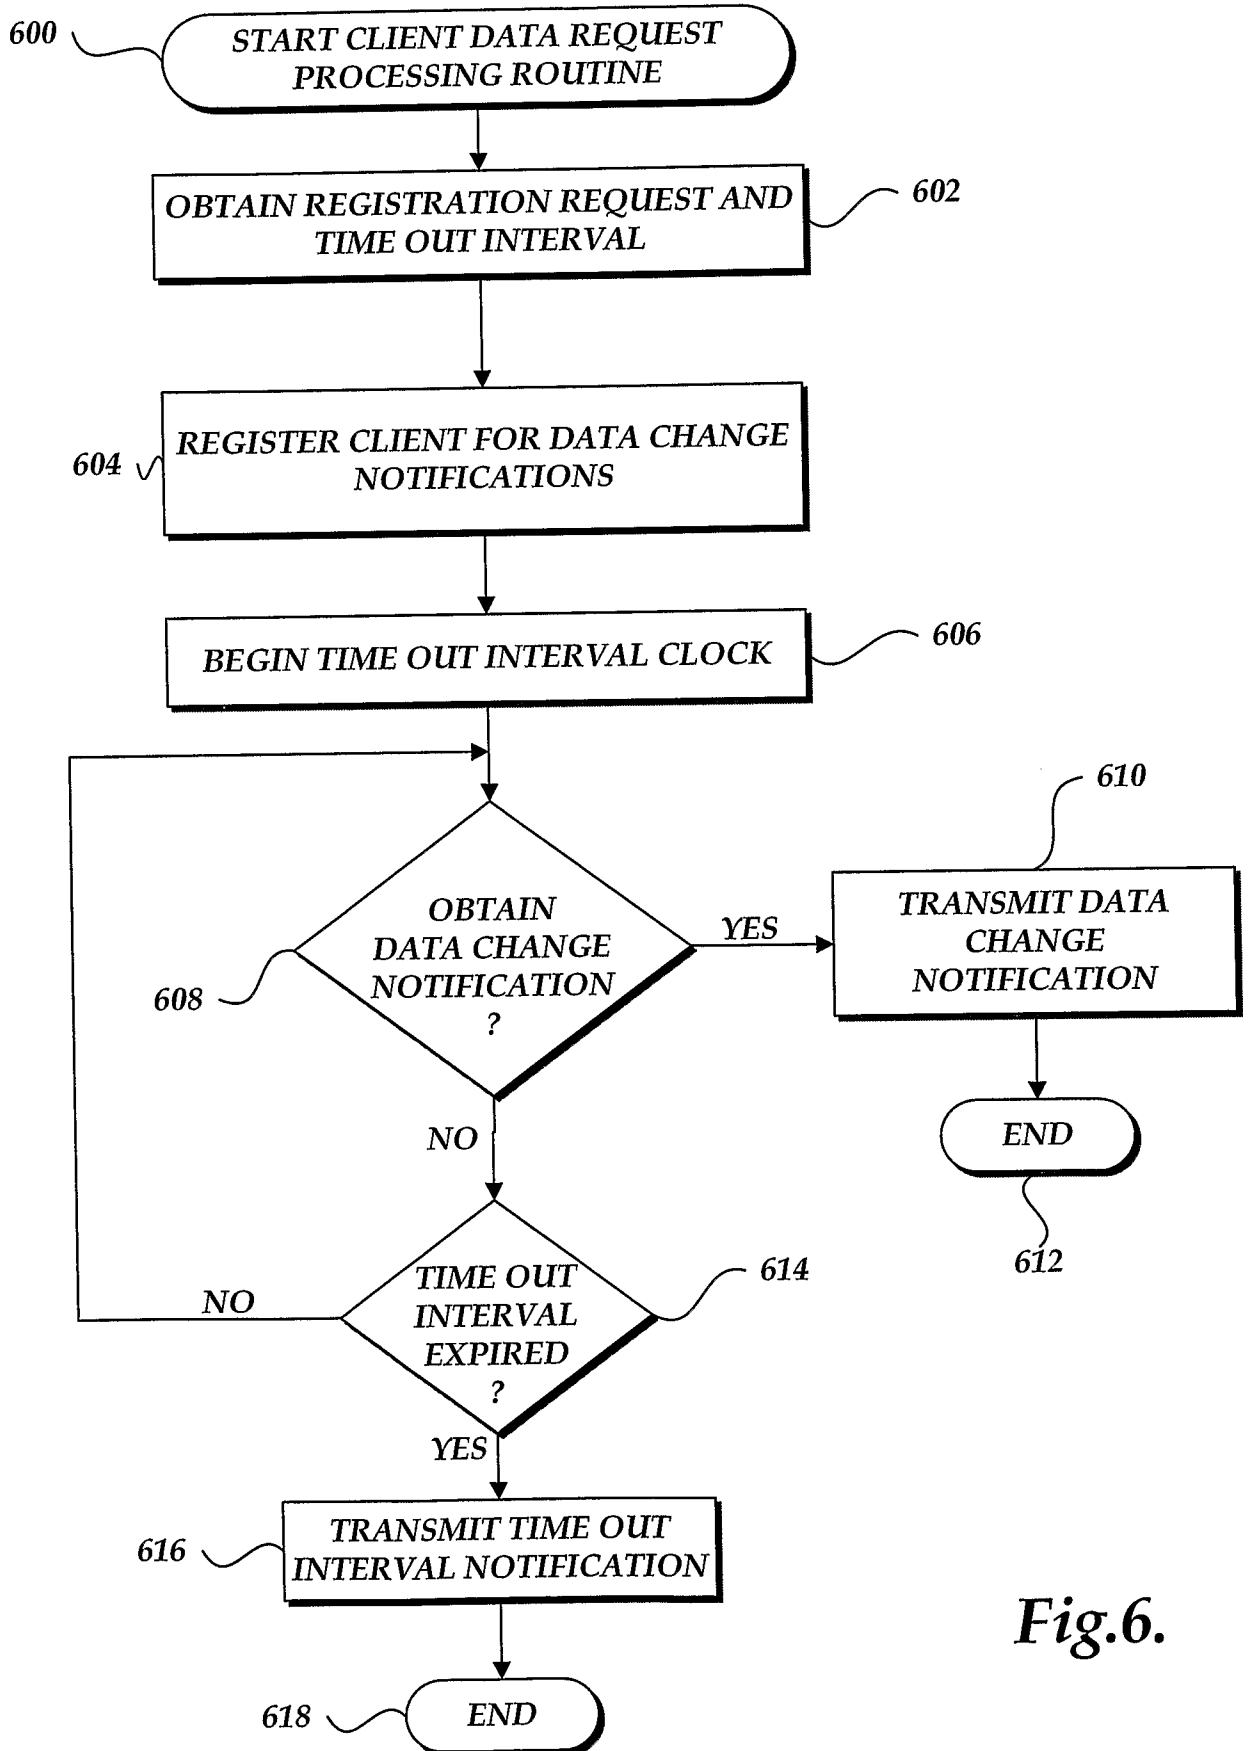 600
START CLIENT DATA REQUEST
PROCESSING ROUTINE
OBTAIN REGISTRATION REQUEST AND
TIME OUT INTERVAL
602
REGISTER CLIENT FOR DATA CHANGE
NOTIFICATIONS
604
BEGIN TIME OUT INTERVAL CLOCK
606
OBTAIN
DATA CHANGE
NOTIFICATION
?
608
YES
610
TRANSMIT DATA
CHANGE
NOTIFICATION
END
612
NO
TIME OUT
INTERVAL
EXPIRED
?
614
NO
YES
TRANSMIT TIME OUT
INTERVAL NOTIFICATION
616
END
618
Fig.6.